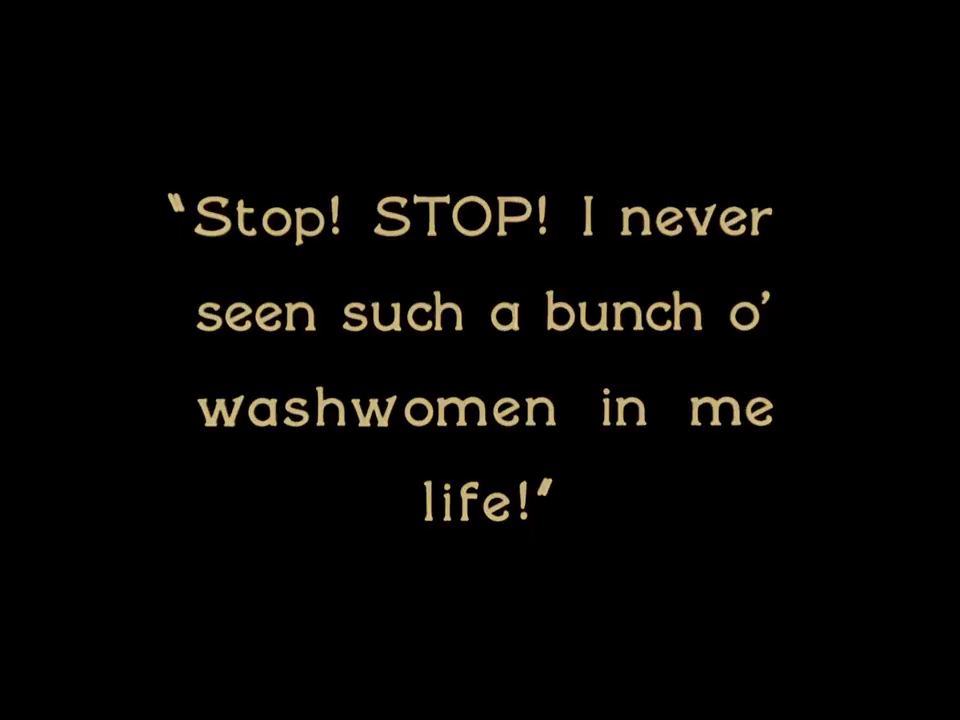 “Stop! STOP! I never
seen such a bunch o’
washwomen in me
life!”